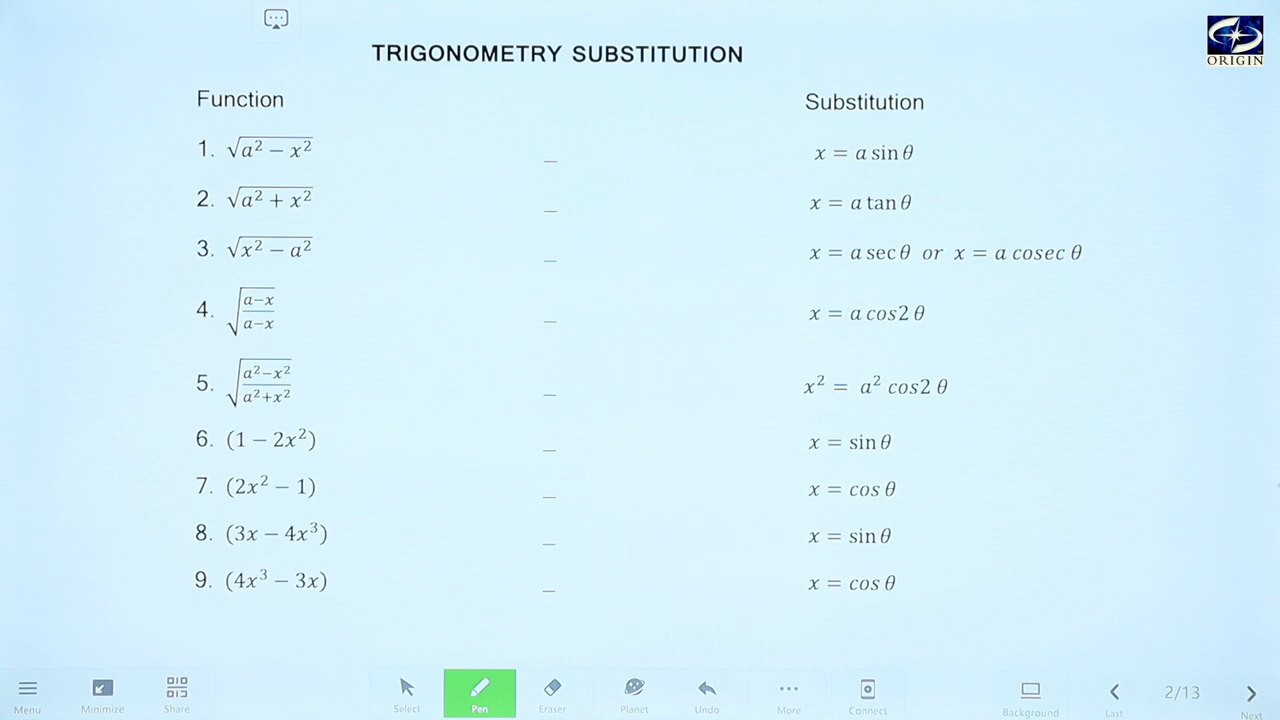 TRIGONOMETRY SUBSTITUTION
ORIGIN
Function Substitution
1. √(a² − x²) _ x = a sin θ
2. √(a² + x²) _ x = a tan θ
3. √(x² − a²) _ x = a sec θ or x = a cosec θ
4. √((a−x)/(a−x)) _ x = a cos2 θ
5. √((a²−x²)/(a²+x²)) _ x² = a² cos2 θ
6. (1 − 2x²) _ x = sin θ
7. (2x² − 1) _ x = cos θ
8. (3x − 4x³) _ x = sin θ
9. (4x³ − 3x) _ x = cos θ
Menu Minimize Share Select Pen Eraser Planet Undo More Connect Background Last 2/13 Next